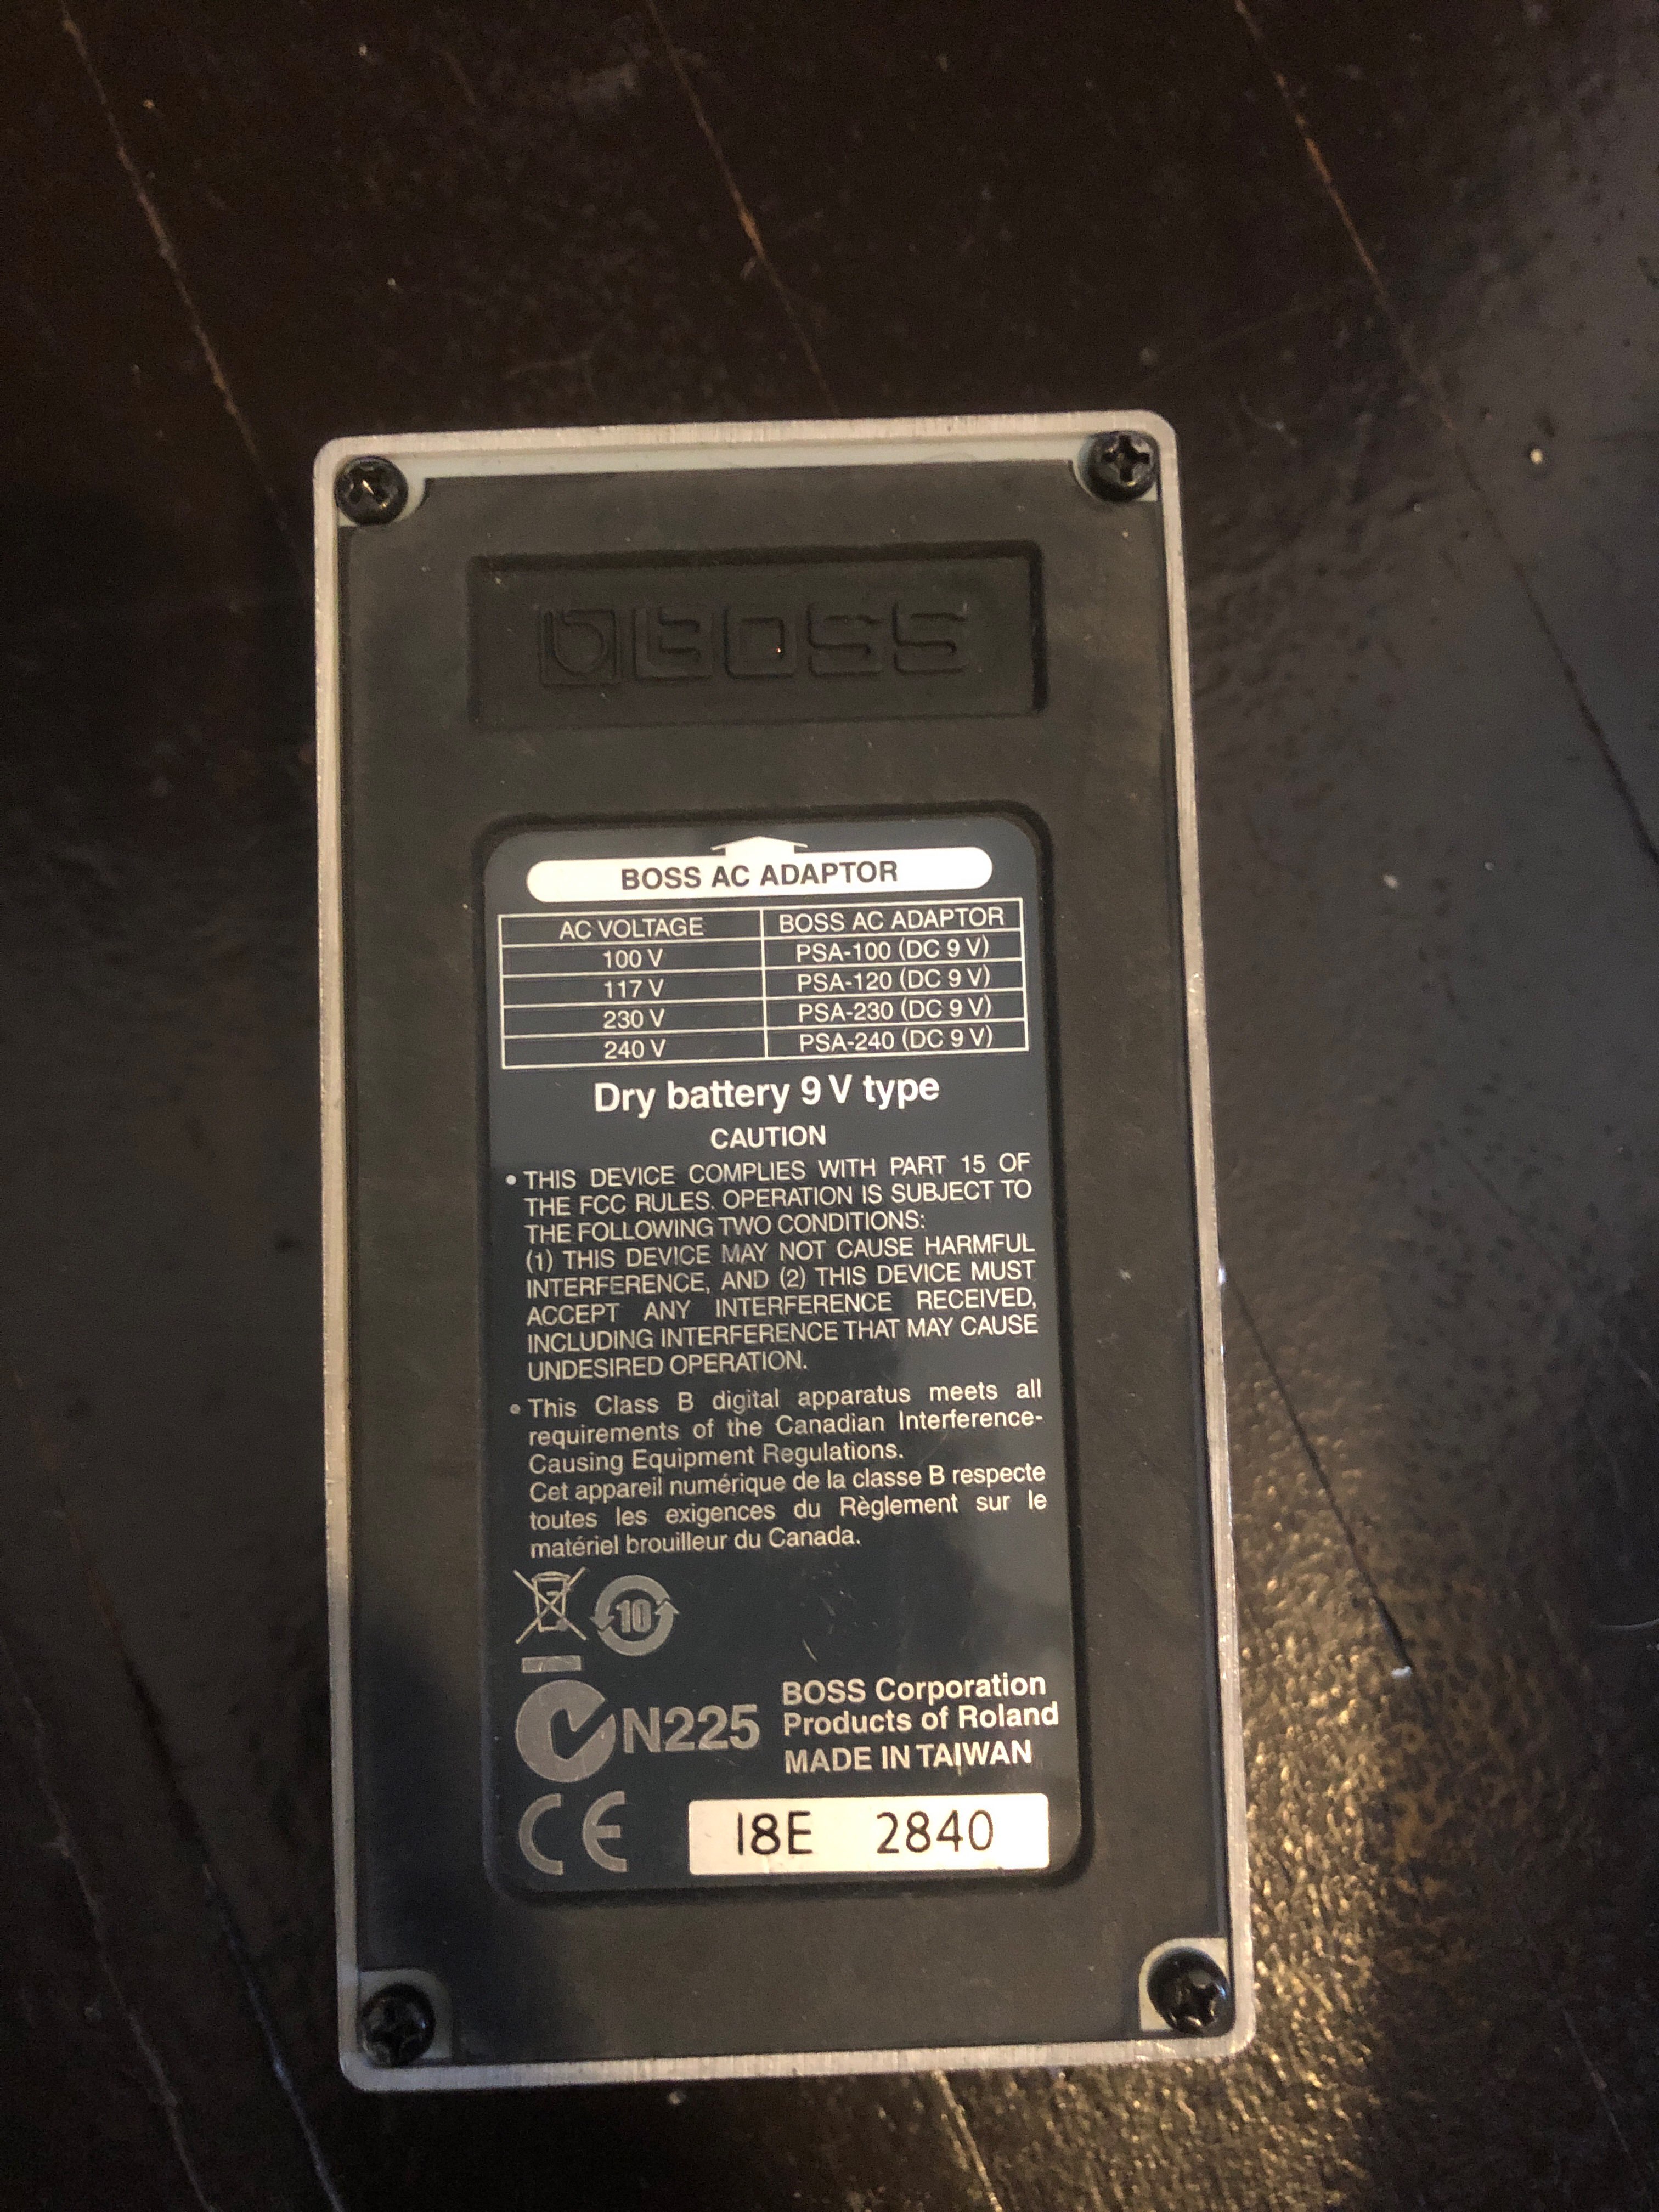 BOSS
BOSS AC ADAPTOR
AC VOLTAGE BOSS AC ADAPTOR
100 V PSA-100 (DC 9 V)
117 V PSA-120 (DC 9 V)
230 V PSA-230 (DC 9 V)
240 V PSA-240 (DC 9 V)
Dry battery 9 V type
CAUTION
• THIS DEVICE COMPLIES WITH PART 15 OF
THE FCC RULES. OPERATION IS SUBJECT TO
THE FOLLOWING TWO CONDITIONS:
(1) THIS DEVICE MAY NOT CAUSE HARMFUL
INTERFERENCE, AND (2) THIS DEVICE MUST
ACCEPT ANY INTERFERENCE RECEIVED,
INCLUDING INTERFERENCE THAT MAY CAUSE
UNDESIRED OPERATION.
• This Class B digital apparatus meets all
requirements of the Canadian Interference-
Causing Equipment Regulations.
Cet appareil numérique de la classe B respecte
toutes les exigences du Règlement sur le
matériel brouilleur du Canada.
10
N225
BOSS Corporation
Products of Roland
MADE IN TAIWAN
CE
I8E 2840